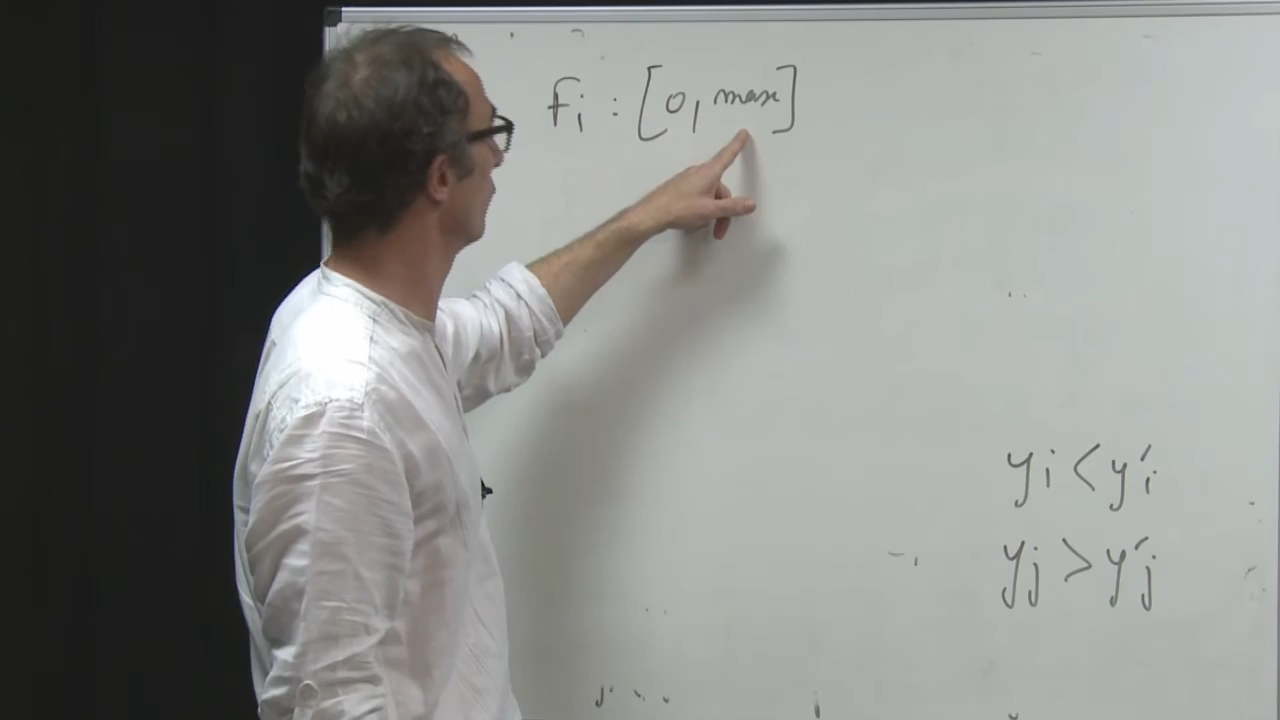 fi : [0, max]
yi < y'i
yj > y'j